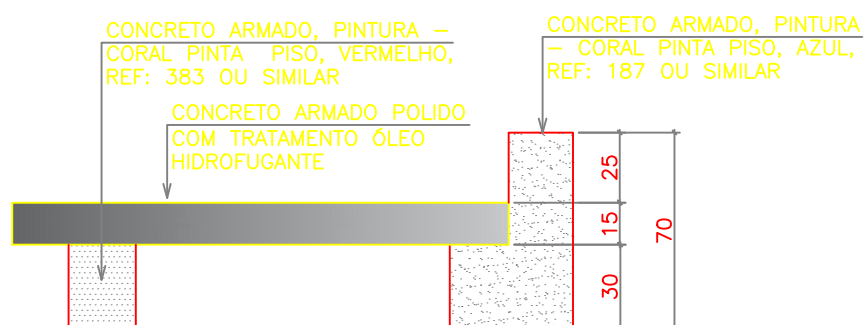 CONCRETO ARMADO, PINTURA –
CORAL PINTA PISO, VERMELHO,
REF: 383 OU SIMILAR
CONCRETO ARMADO, PINTURA
– CORAL PINTA PISO, AZUL,
REF: 187 OU SIMILAR
CONCRETO ARMADO POLIDO
COM TRATAMENTO ÓLEO
HIDROFUGANTE
25
15
70
30